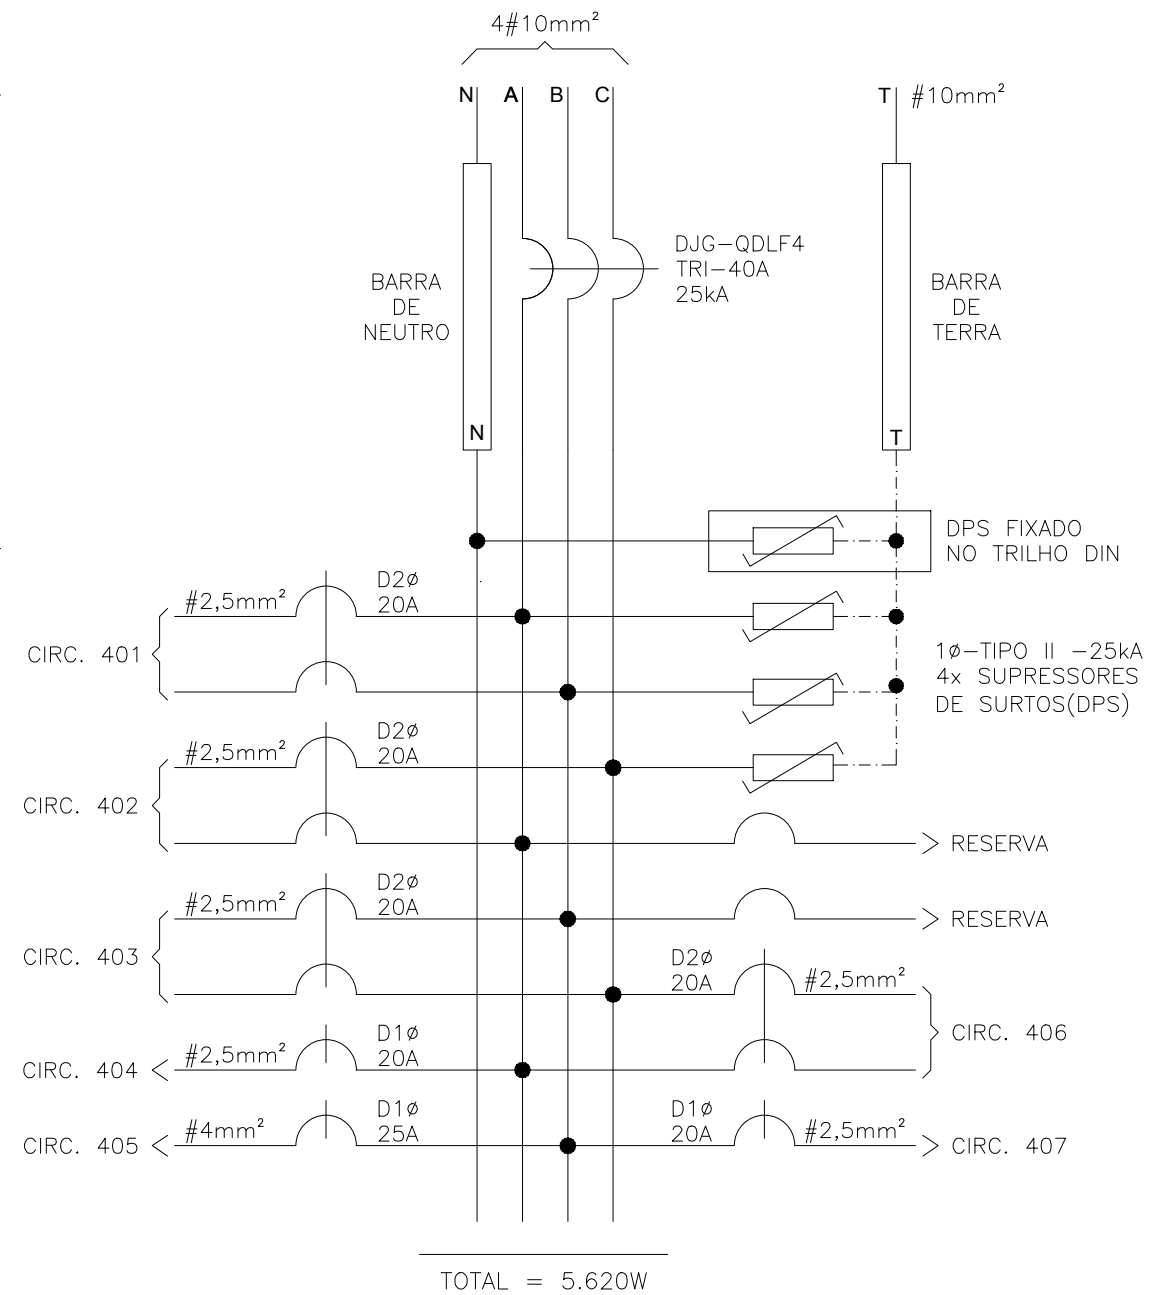 4#10mm²
N A B C
T #10mm²
DJG-QDLF4
TRI-40A
25kA
BARRA
DE
NEUTRO
BARRA
DE
TERRA
N
T
DPS FIXADO
NO TRILHO DIN
D2ø
#2,5mm² 20A
CIRC. 401
1ø-TIPO II -25kA
4x SUPRESSORES
DE SURTOS(DPS)
D2ø
#2,5mm² 20A
CIRC. 402
RESERVA
D2ø
#2,5mm² 20A
RESERVA
CIRC. 403
D2ø
20A #2,5mm²
CIRC. 406
D1ø
#2,5mm² 20A
CIRC. 404
D1ø
#4mm² 25A
CIRC. 405
D1ø
20A #2,5mm²
CIRC. 407
TOTAL = 5.620W